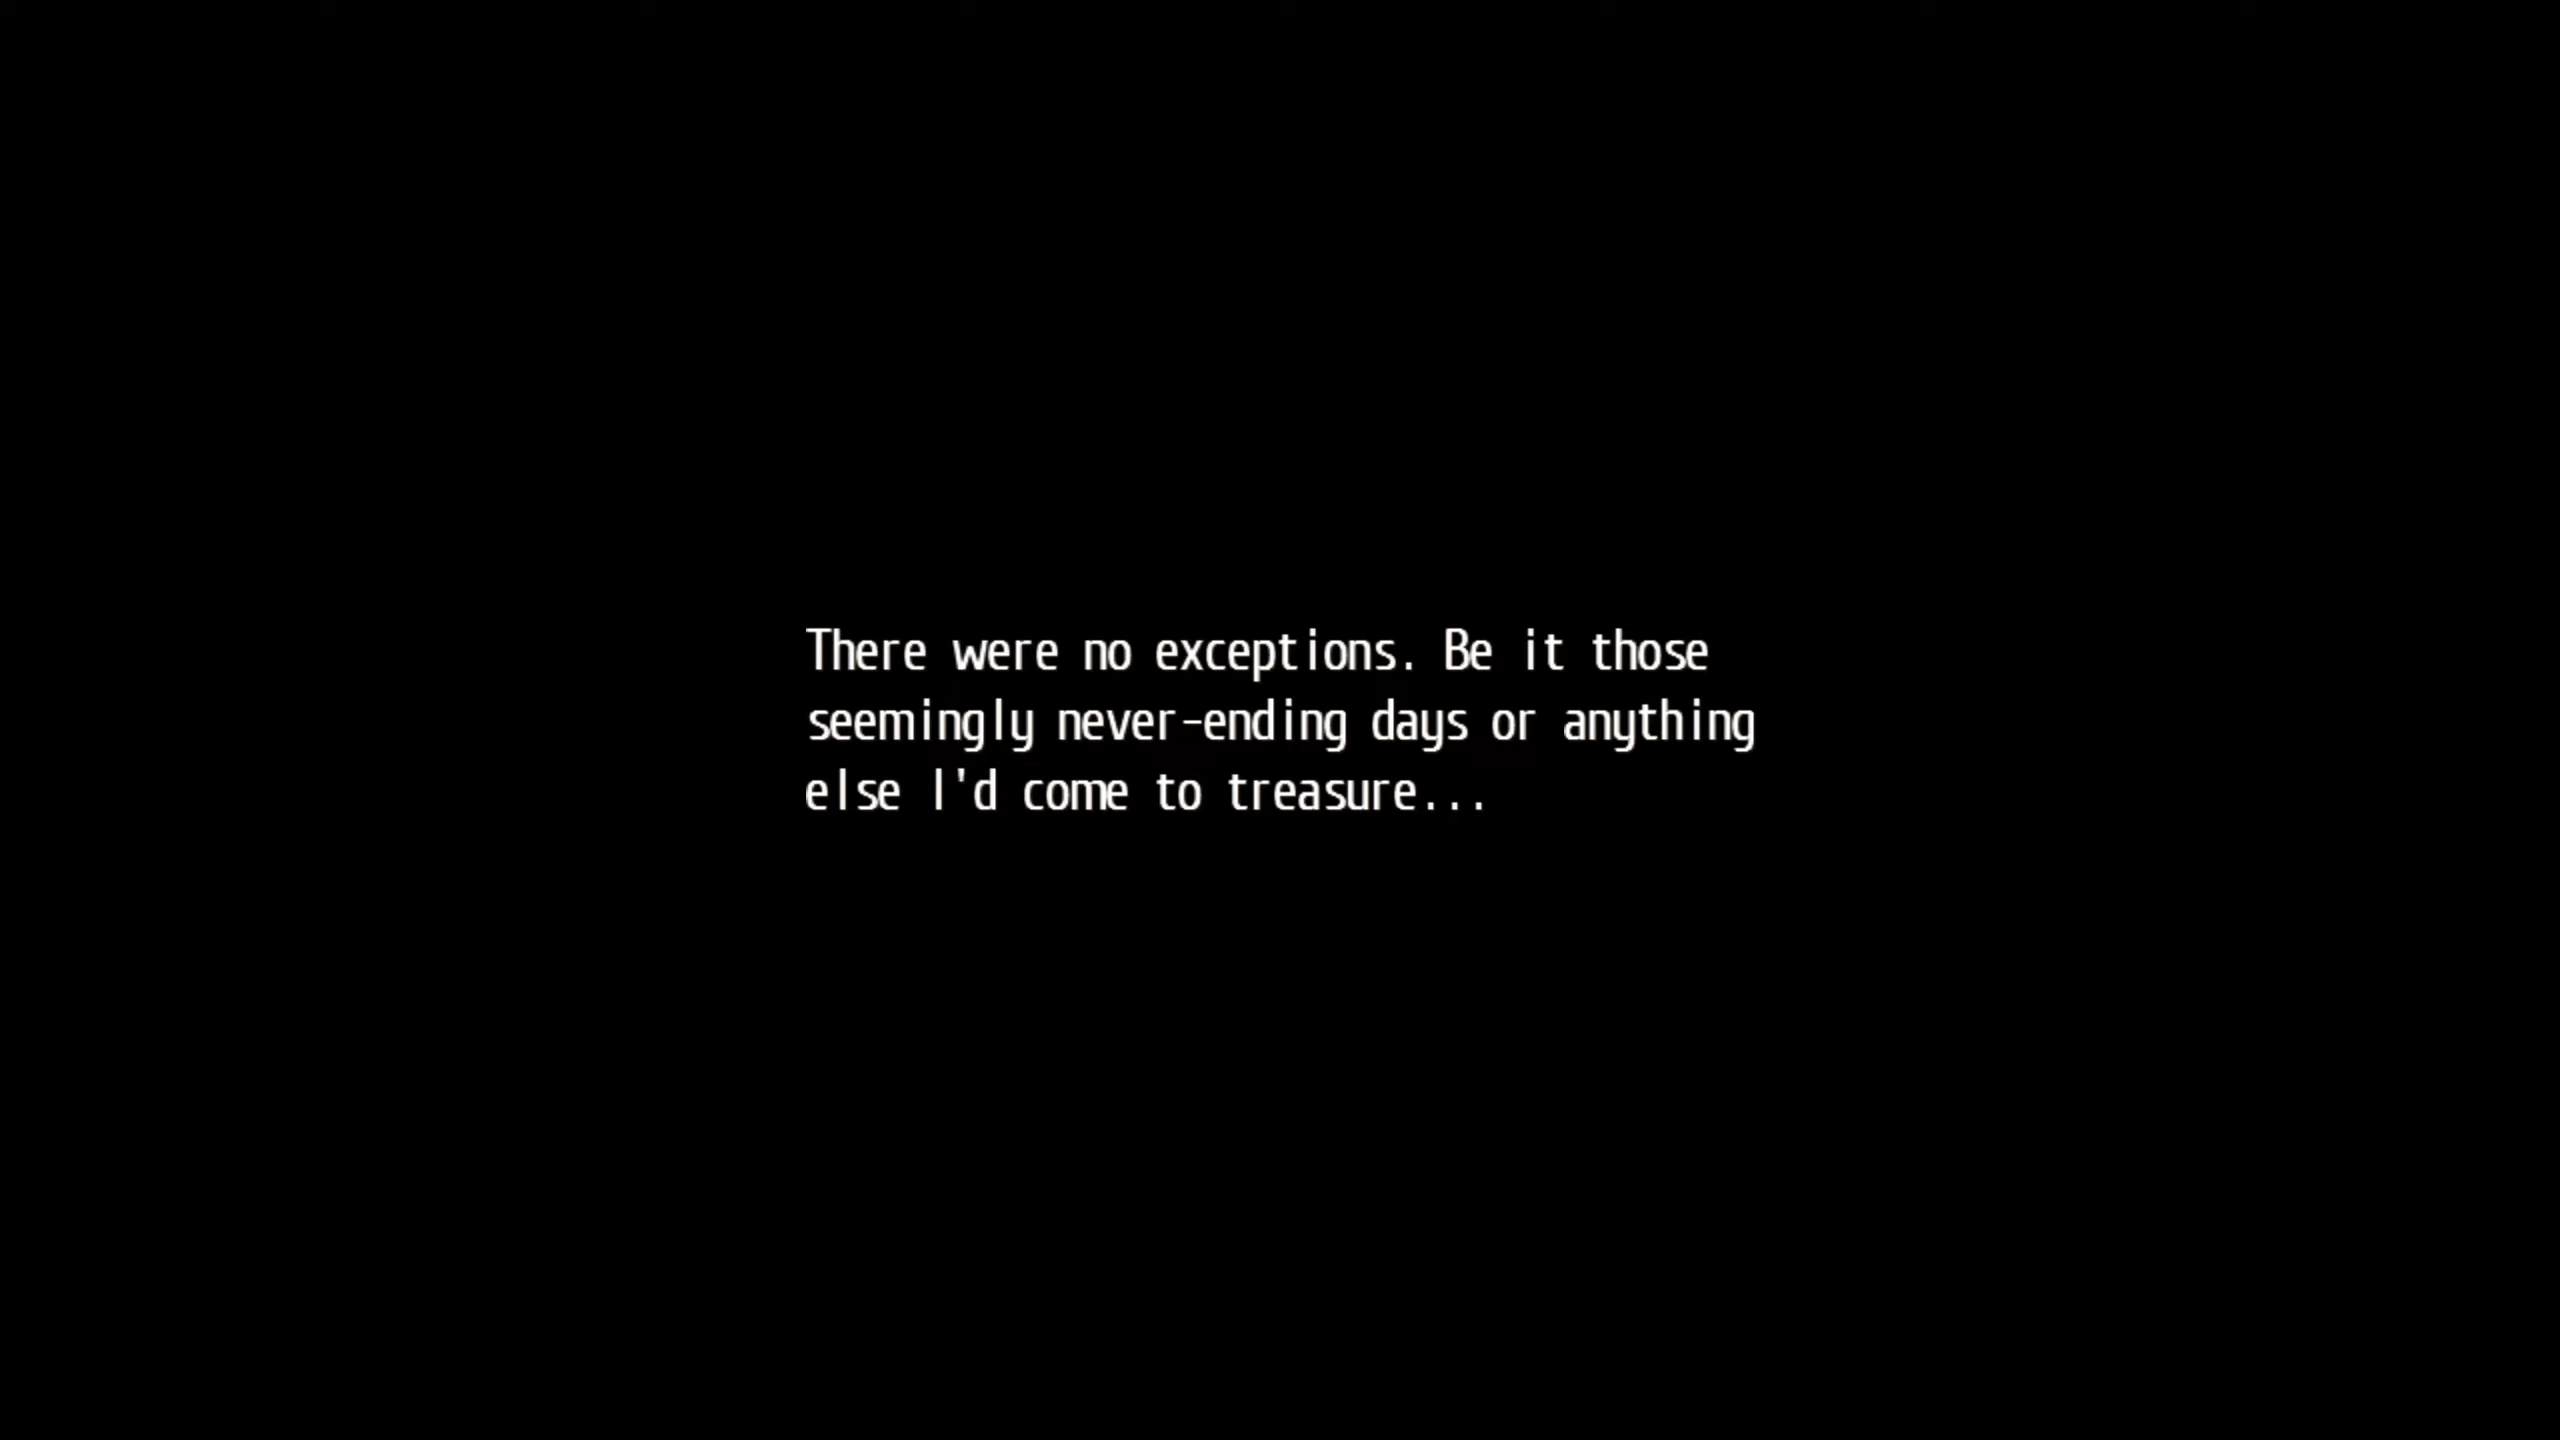 There were no exceptions. Be it those
seemingly never-ending days or anything
else I'd come to treasure...